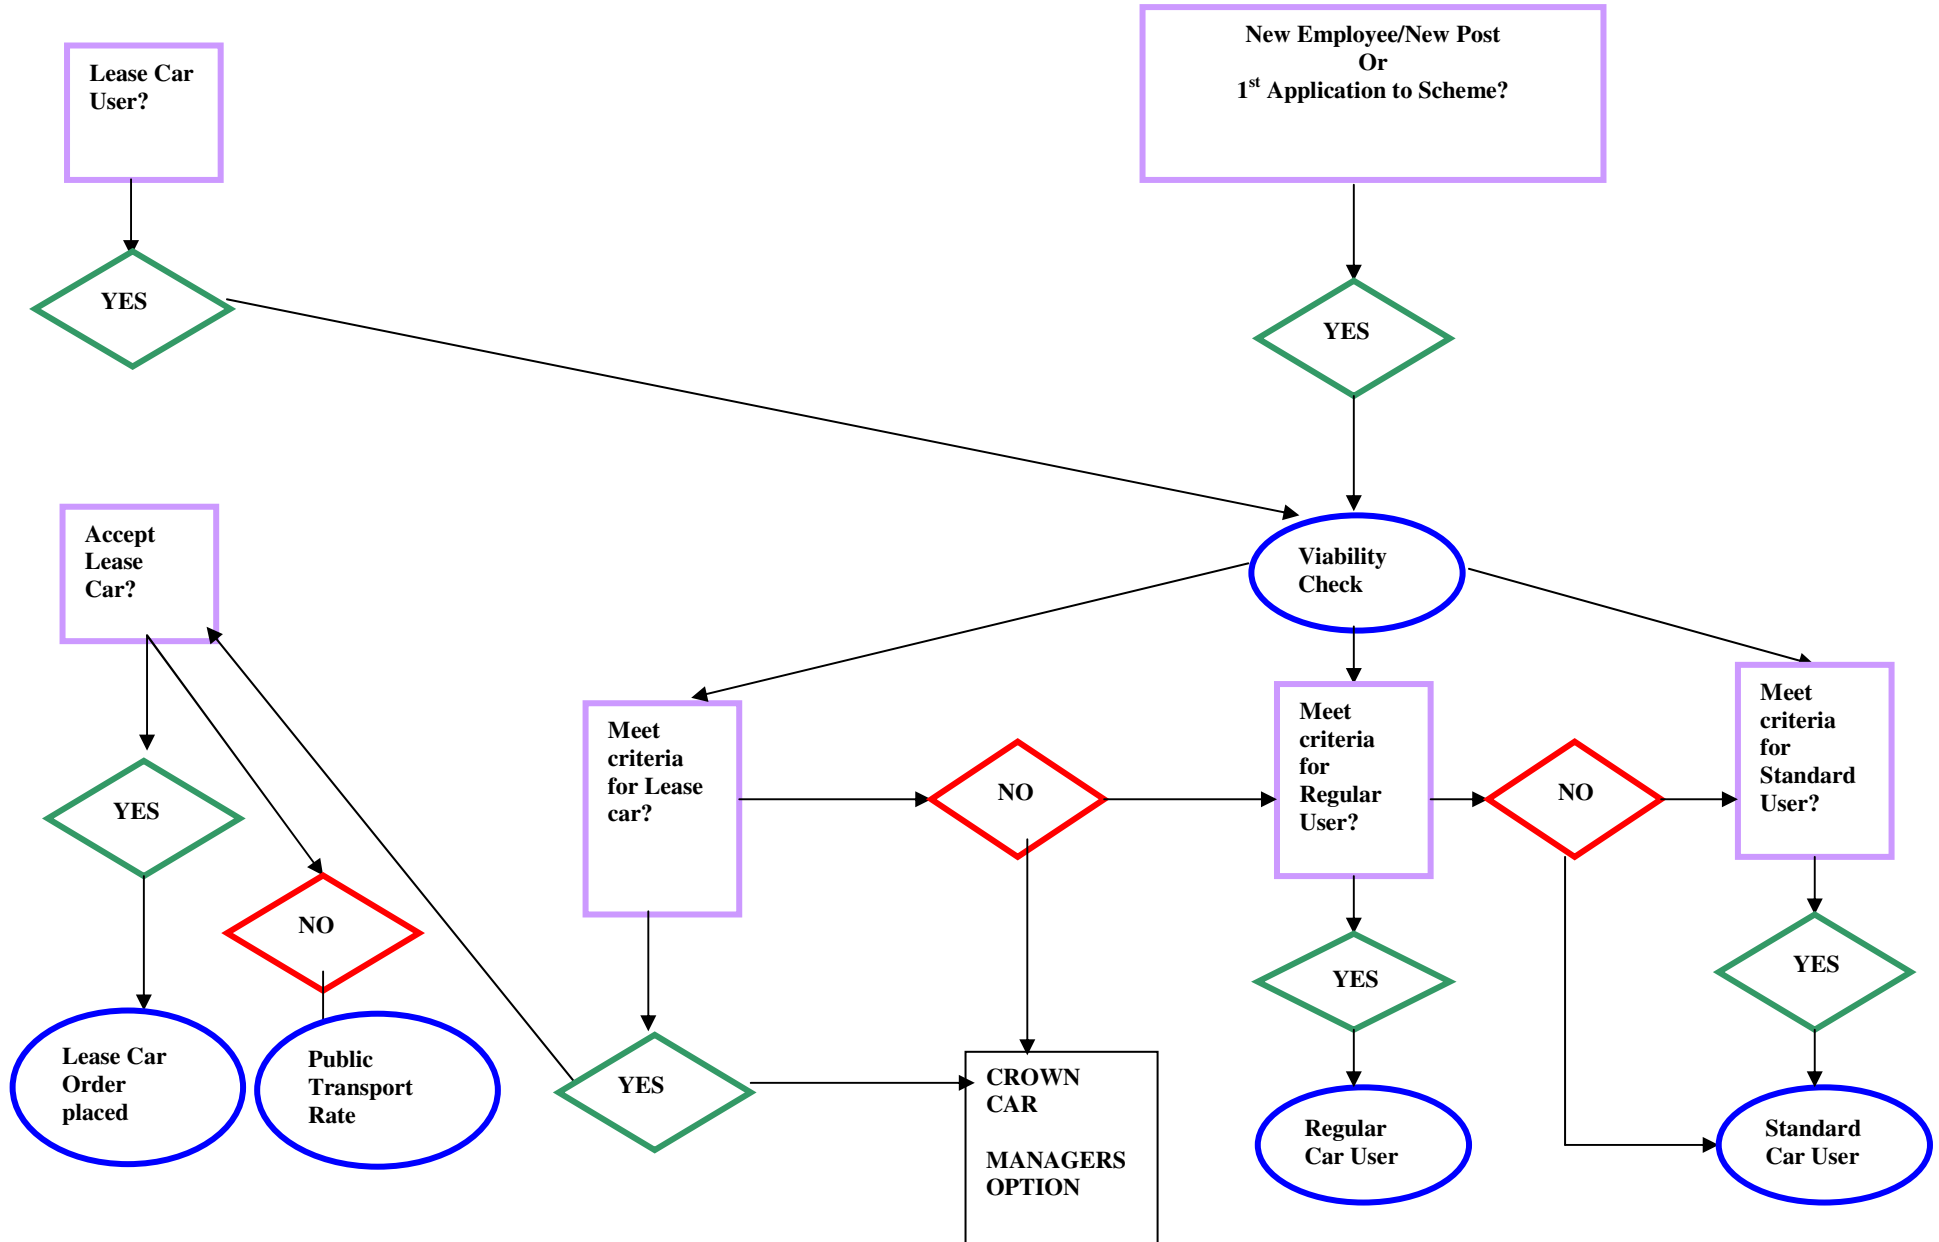 New Employee/New Post
Or
1st Application to Scheme?
Lease Car
User?
YES
YES
Accept
Lease
Car?
Viability
Check
Meet
criteria
for Lease
car?
NO
Meet
criteria
for
Regular
User?
NO
Meet
criteria
for
Standard
User?
YES
NO
YES
YES
YES
Lease Car
Order
placed
Public
Transport
Rate
CROWN
CAR
MANAGERS
OPTION
Regular
Car User
Standard
Car User